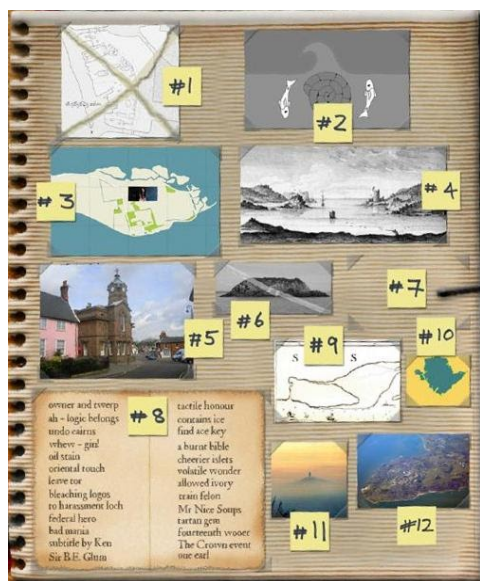 #1
#2
#3
#4
#5
#6
#7
#9
S S
#10
#8
owner and twerp
ah - logic belongs
undo cairns
whew - gin!
oil stain
oriental touch
leave tor
bleaching logos
to harassment loch
federal hero
bad mania
subtitle by Ken
Sir B.E. Glum
tactile honour
contains ice
find ace key
a burnt bible
cheerier islets
volatile wonder
allowed ivory
train felon
Mr Nice Soups
tartan gem
fourteenth wooer
The Crown event
one earl
#11
#12